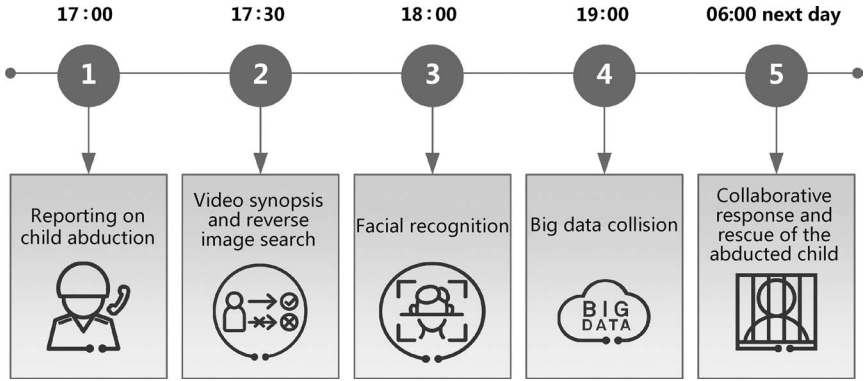 17:00
17:30
18:00
19:00
06:00 next day
1
2
3
4
5
Reporting on
child abduction
Video synopsis
and reverse
image search
Facial recognition
Big data collision
BIG
DATA
Collaborative
response and
rescue of the
abducted child